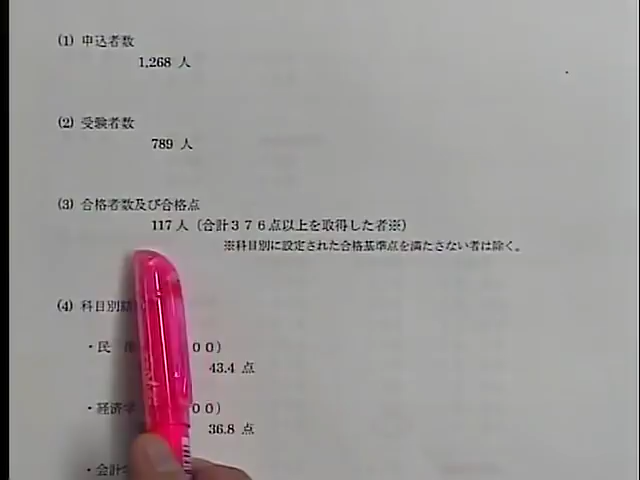 (1) 申込者数
1,268 人
(2) 受験者数
789 人
(3) 合格者数及び合格点
117 人（合計３７６点以上を取得した者※）
※科目別に設定された合格基準点を満たさない者は除く。
(4) 科目別
・民 ００）
43.4 点
・経済学 ００）
36.8 点
・会計